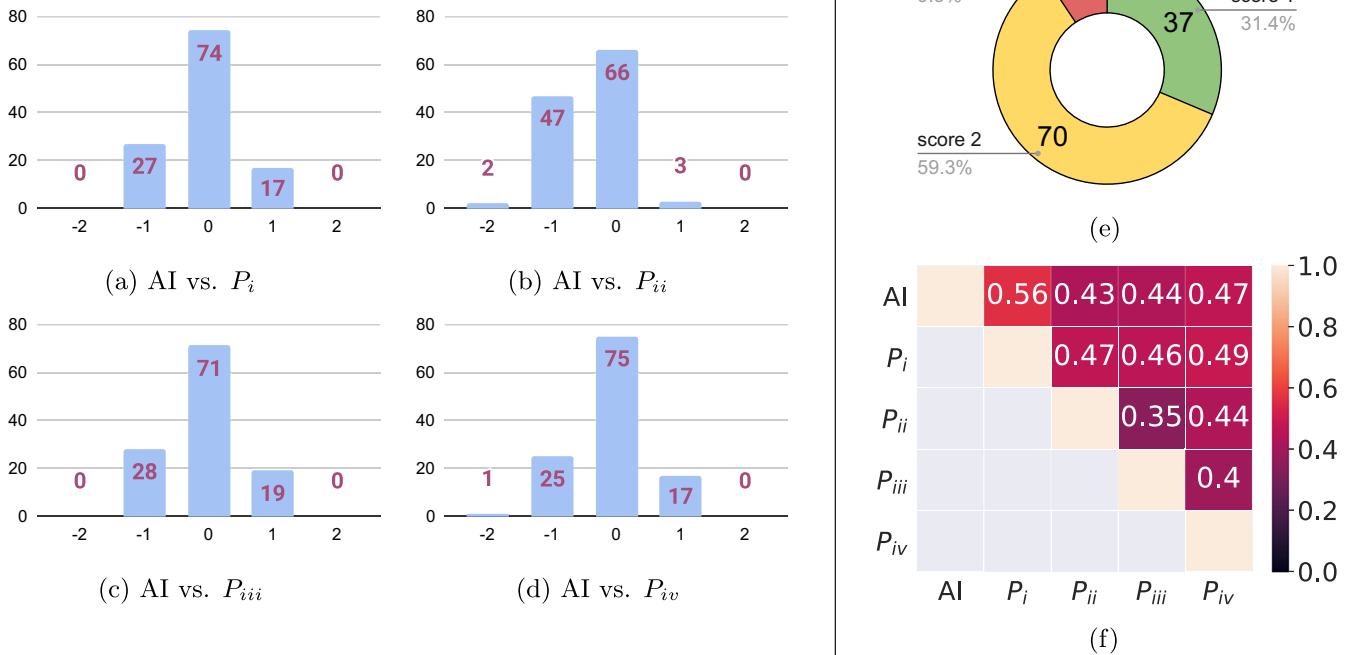 80
60
40
20
0
0
27
74
17
0
-2 -1 0 1 2
(a) AI vs. P_i
80
60
40
20
0
2
47
66
3
0
-2 -1 0 1 2
(b) AI vs. P_ii
80
60
40
20
0
0
28
71
19
0
-2 -1 0 1 2
(c) AI vs. P_iii
80
60
40
20
0
1
25
75
17
0
-2 -1 0 1 2
(d) AI vs. P_iv
37
31.4%
score 2
59.3%
70
(e)
AI 0.56 0.43 0.44 0.47
P_i 0.47 0.46 0.49
P_ii 0.35 0.44
P_iii 0.4
P_iv
AI P_i P_ii P_iii P_iv
1.0
0.8
0.6
0.4
0.2
0.0
(f)